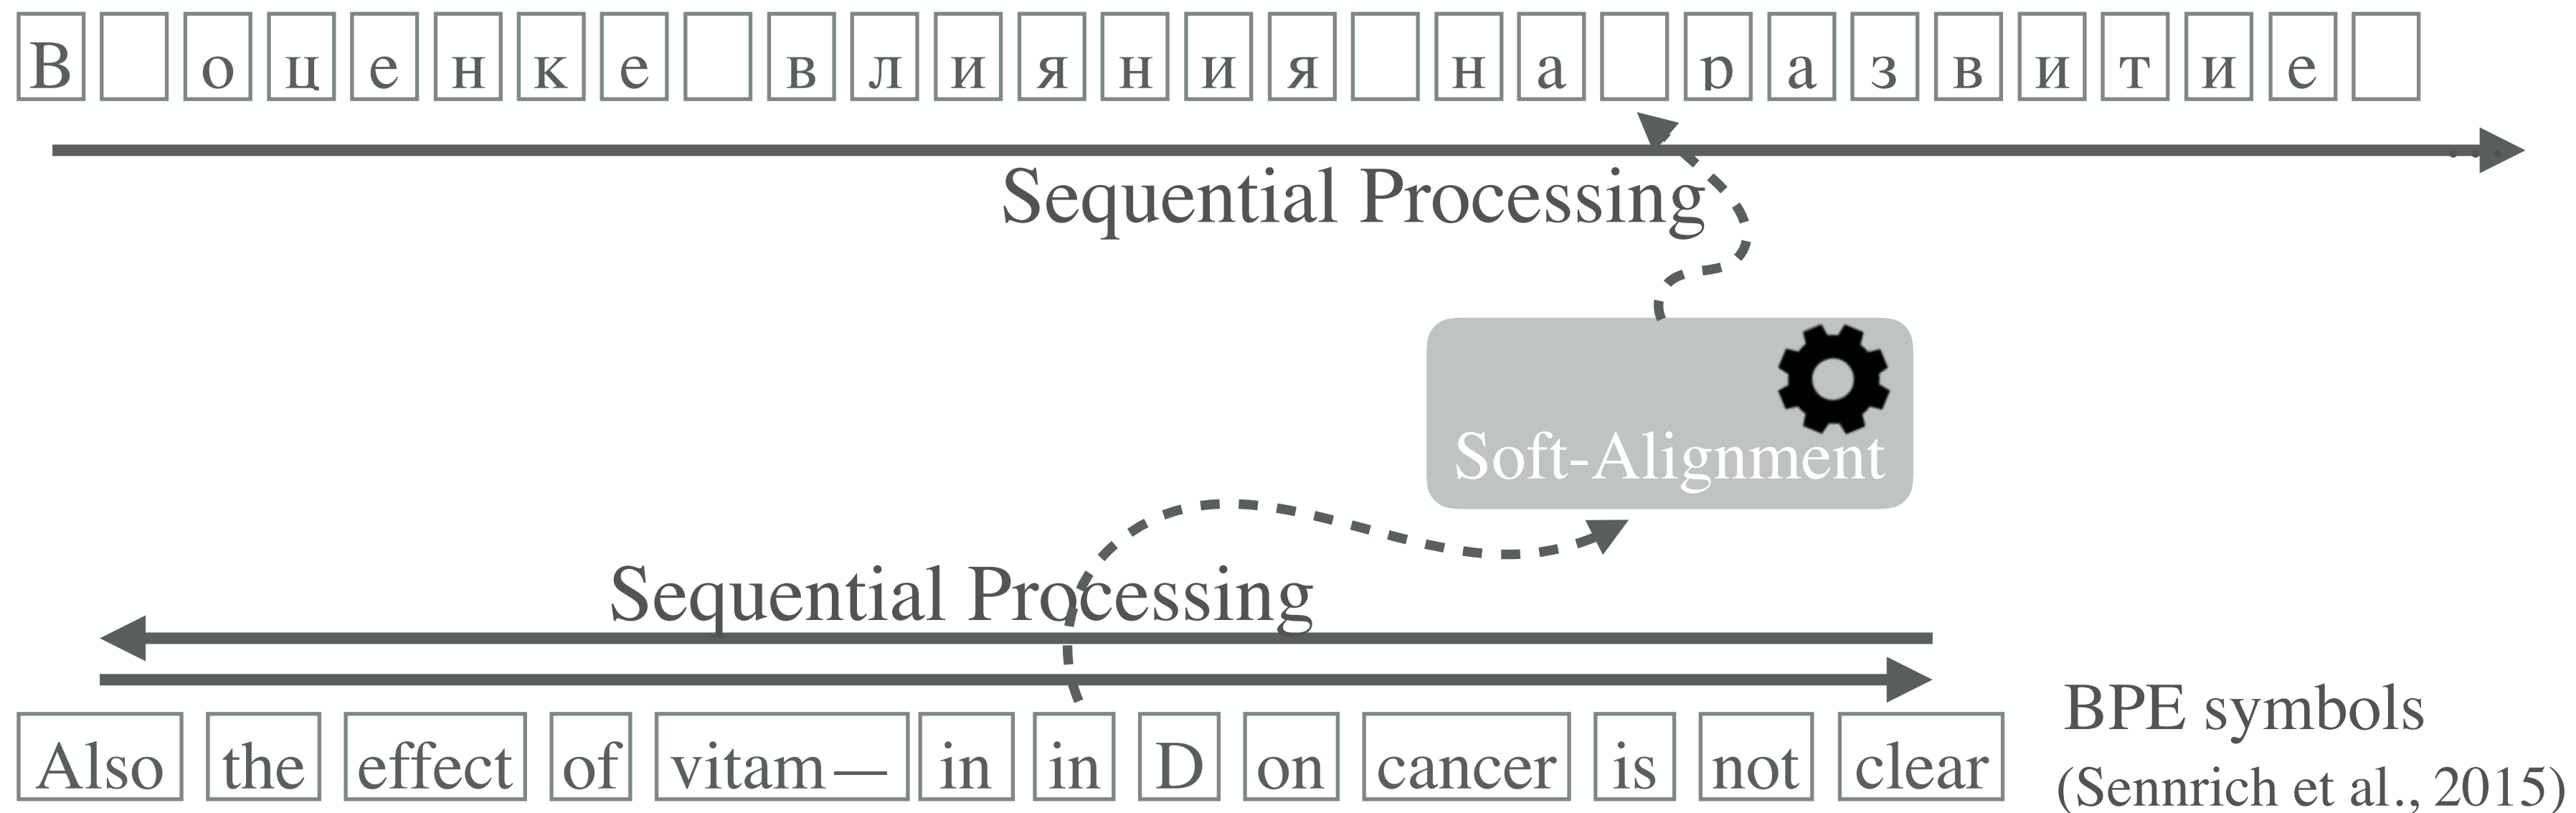 В оценке влияния на развитие
. . .
Sequential Processing
Soft-Alignment
Sequential Processing
Also the effect of vitam— in in D on cancer is not clear
BPE symbols
(Sennrich et al., 2015)